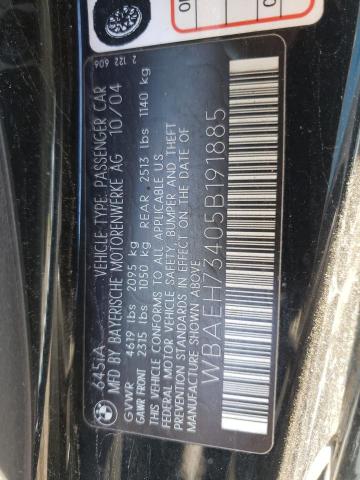 645iA VEHICLE TYPE: PASSENGER CAR
MFD BY BAYERISCHE MOTORENWERKE AG 10/04
GVWR 4619 lbs 2095 kg
GAWR FRONT 2315 lbs 1050 kg REAR 2513 lbs 1140 kg
THIS VEHICLE CONFORMS TO ALL APPLICABLE
FEDERAL MOTOR VEHICLE SAFETY, BUMPER AND THEFT
PREVENTION STANDARDS IN EFFECT ON THE DATE OF
MANUFACTURE SHOWN ABOVE
WBAEH73405B191885
2 122 606